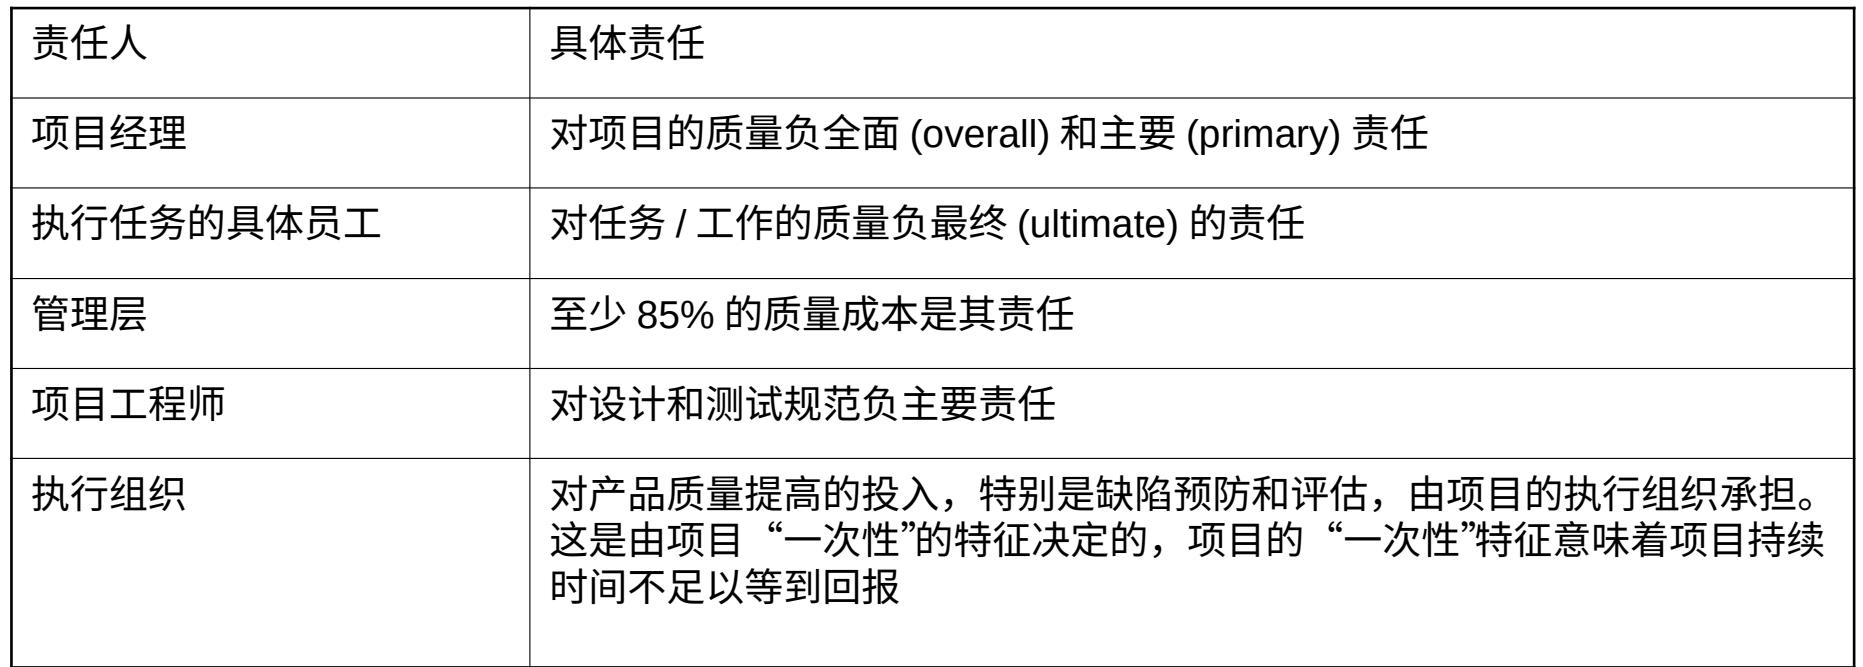 责任人
具体责任
项目经理
对项目的质量负全面 (overall) 和主要 (primary) 责任
执行任务的具体员工
对任务 / 工作的质量负最终 (ultimate) 的责任
管理层
至少 85% 的质量成本是其责任
项目工程师
对设计和测试规范负主要责任
执行组织
对产品质量提高的投入，特别是缺陷预防和评估，由项目的执行组织承担。
这是由项目“一次性”的特征决定的，项目的“一次性”特征意味着项目持续
时间不足以等到回报